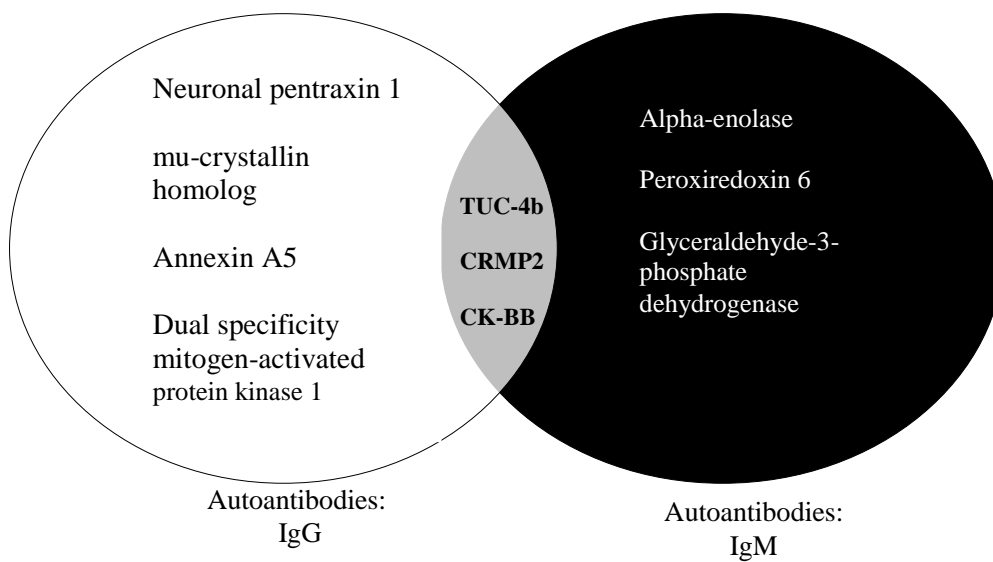 Neuronal pentraxin 1
mu-crystallin
homolog
Annexin A5
Dual specificity
mitogen-activated
protein kinase 1
TUC-4b
CRMP2
CK-BB
Alpha-enolase
Peroxiredoxin 6
Glyceraldehyde-3-
phosphate
dehydrogenase
Autoantibodies:
IgG
Autoantibodies:
IgM